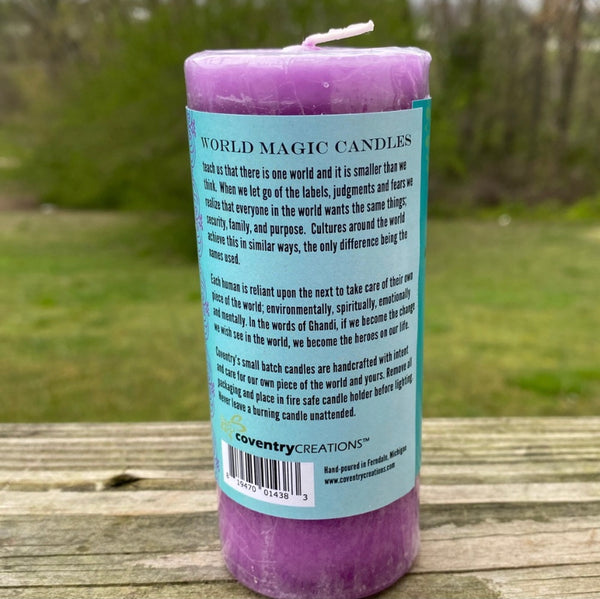 WORLD MAGIC CANDLES
teach us that there is one world and it is smaller than we
think. When we let go of the labels, judgments and fears we
realize that everyone in the world wants the same things;
security, family, and purpose. Cultures around the world
achieve this in similar ways, the only difference being the
names used.
Each human is reliant upon the next to take care of their own
piece of the world; environmentally, spiritually, emotionally
and mentally. In the words of Ghandi, if we become the change
we wish see in the world, we become the heroes on our life.
Coventry's small batch candles are handcrafted with intent
and care for our own piece of the world and yours. Remove all
packaging and place in fire safe candle holder before lighting.
Never leave a burning candle unattended.
coventryCREATIONS™
Hand-poured in Ferndale, Michigan
www.coventrycreations.com
8 19470 01438 3